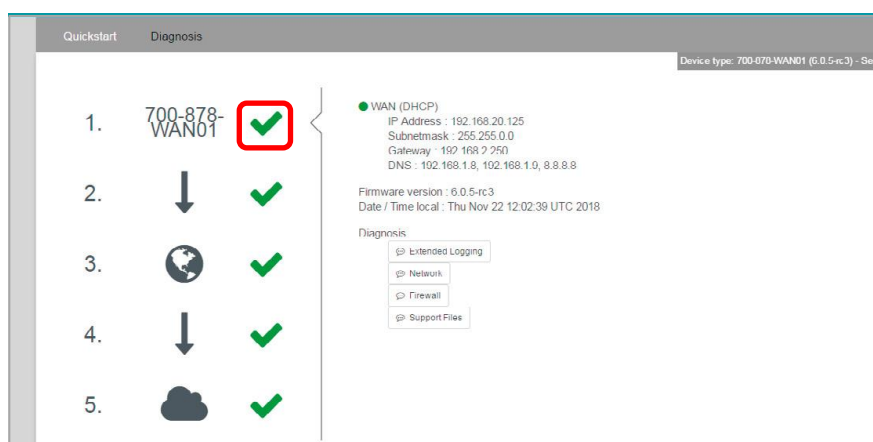 Quickstart Diagnosis
Device type: 700-878-WAN01 (6.0.5-rc3) - Se
1.
700-878-
WAN01
WAN (DHCP)
IP Address : 192.168.20.125
Subnetmask : 255.255.0.0
Gateway : 192.168.2.250
DNS : 192.168.1.8, 192.168.1.9, 8.8.8.8
Firmware version : 6.0.5-rc3
Date / Time local : Thu Nov 22 12:02:39 UTC 2018
Diagnosis
Extended Logging
Network
Firewall
Support Files
2.
3.
4.
5.